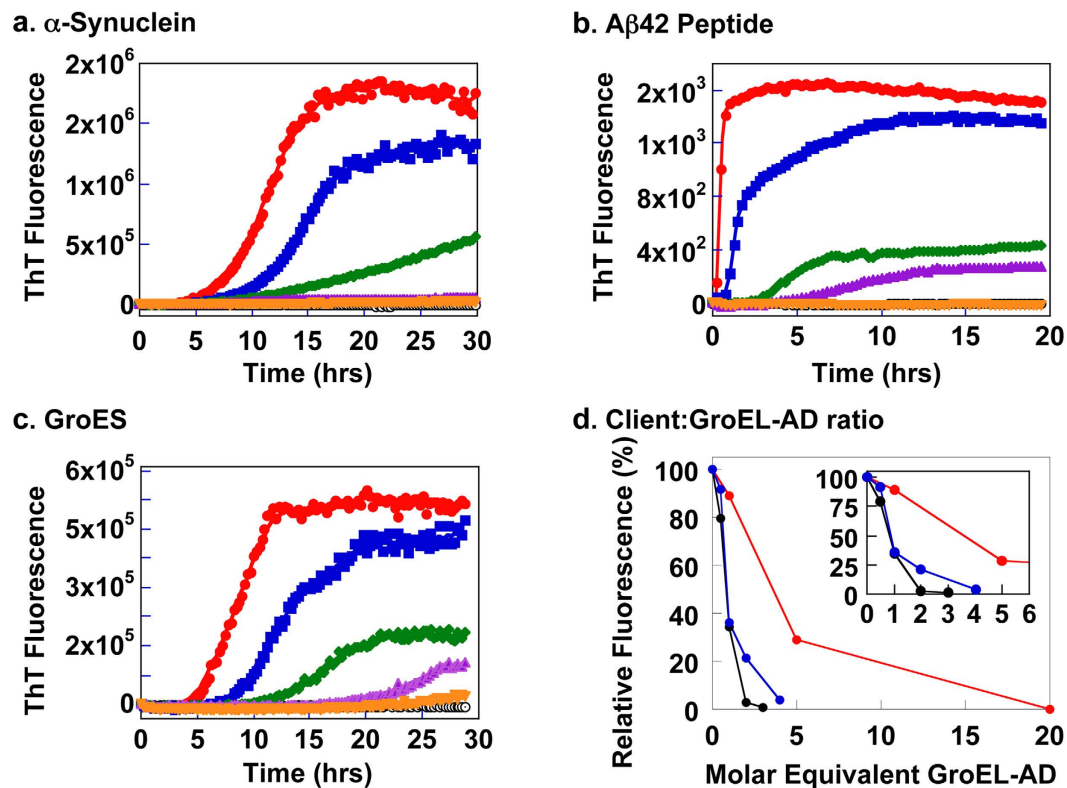 a. α-Synuclein
ThT Fluorescence
2x10⁶
2x10⁶
1x10⁶
5x10⁵
0
0 5 10 15 20 25 30
Time (hrs)
b. Aβ42 Peptide
ThT Fluorescence
2x10³
1x10³
8x10²
4x10²
0
0 5 10 15 20
Time (hrs)
c. GroES
ThT Fluorescence
6x10⁵
5x10⁵
3x10⁵
2x10⁵
0
0 5 10 15 20 25 30
Time (hrs)
d. Client:GroEL-AD ratio
Relative Fluorescence (%)
100
80
60
40
20
0
0 5 10 15 20
Molar Equivalent GroEL-AD
100
75
50
25
0
0 1 2 3 4 5 6